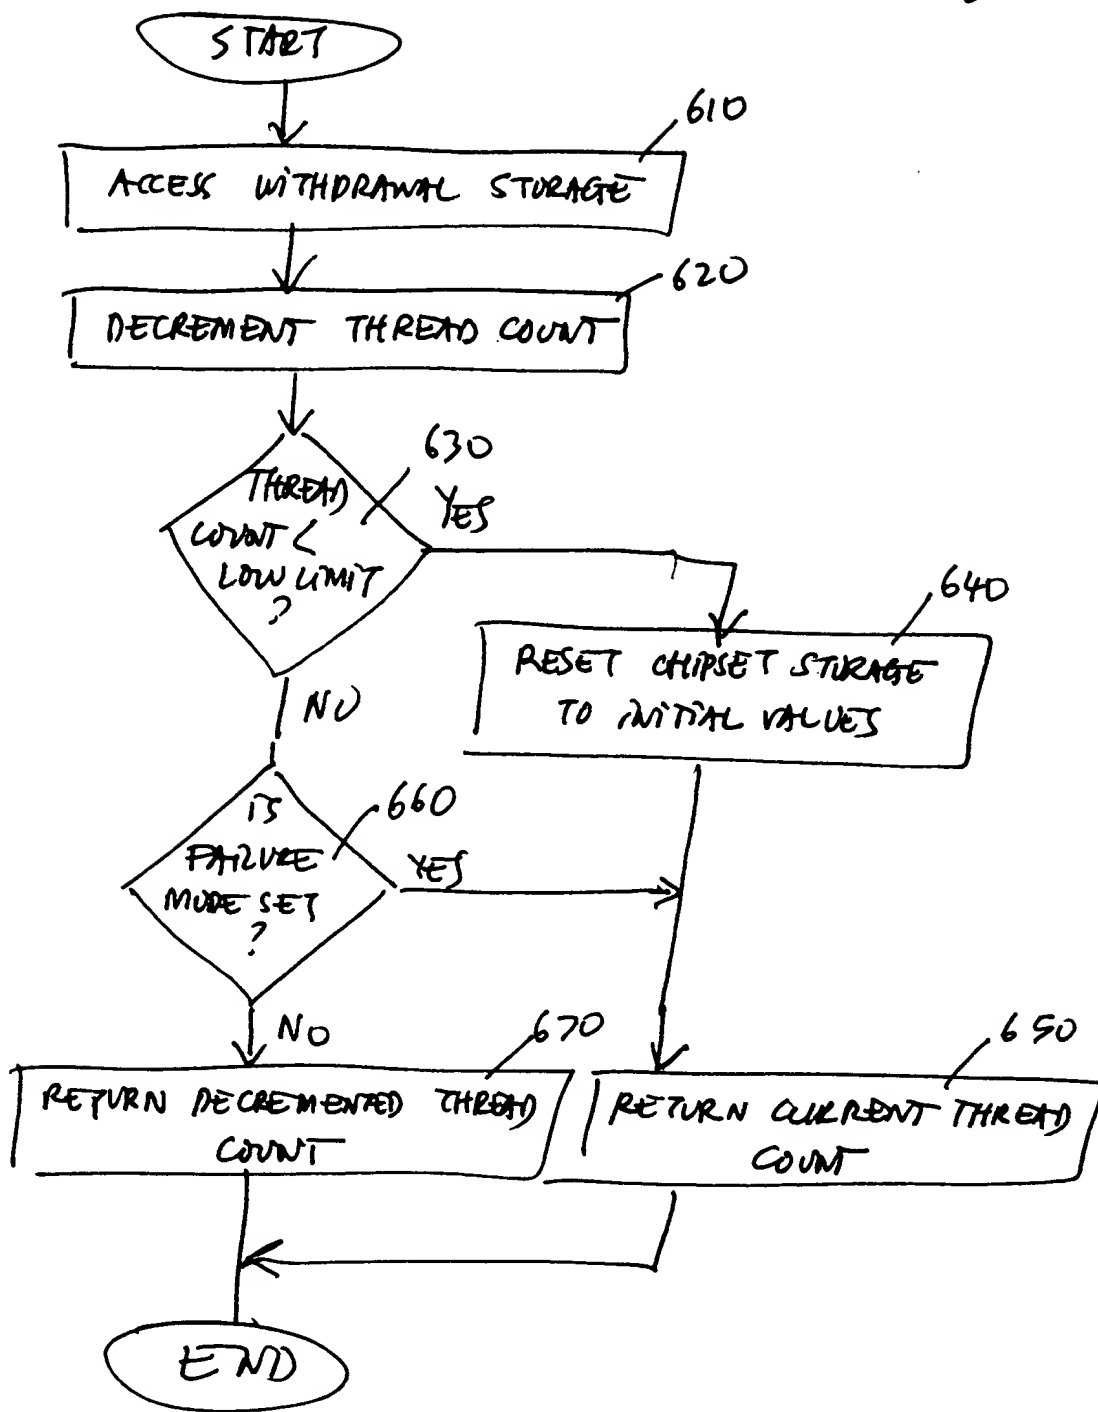 START
610
ACCESS WITHDRAWAL STORAGE
620
DECREMENT THREAD COUNT
630
THREAD
COUNT <
LOW LIMIT
?
YES
640
RESET CHIPSET STORAGE
TO INITIAL VALUES
NO
660
IS
FAILURE
MODE SET
?
YES
NO
670
RETURN DECREMENTED THREAD
COUNT
650
RETURN CURRENT THREAD
COUNT
END